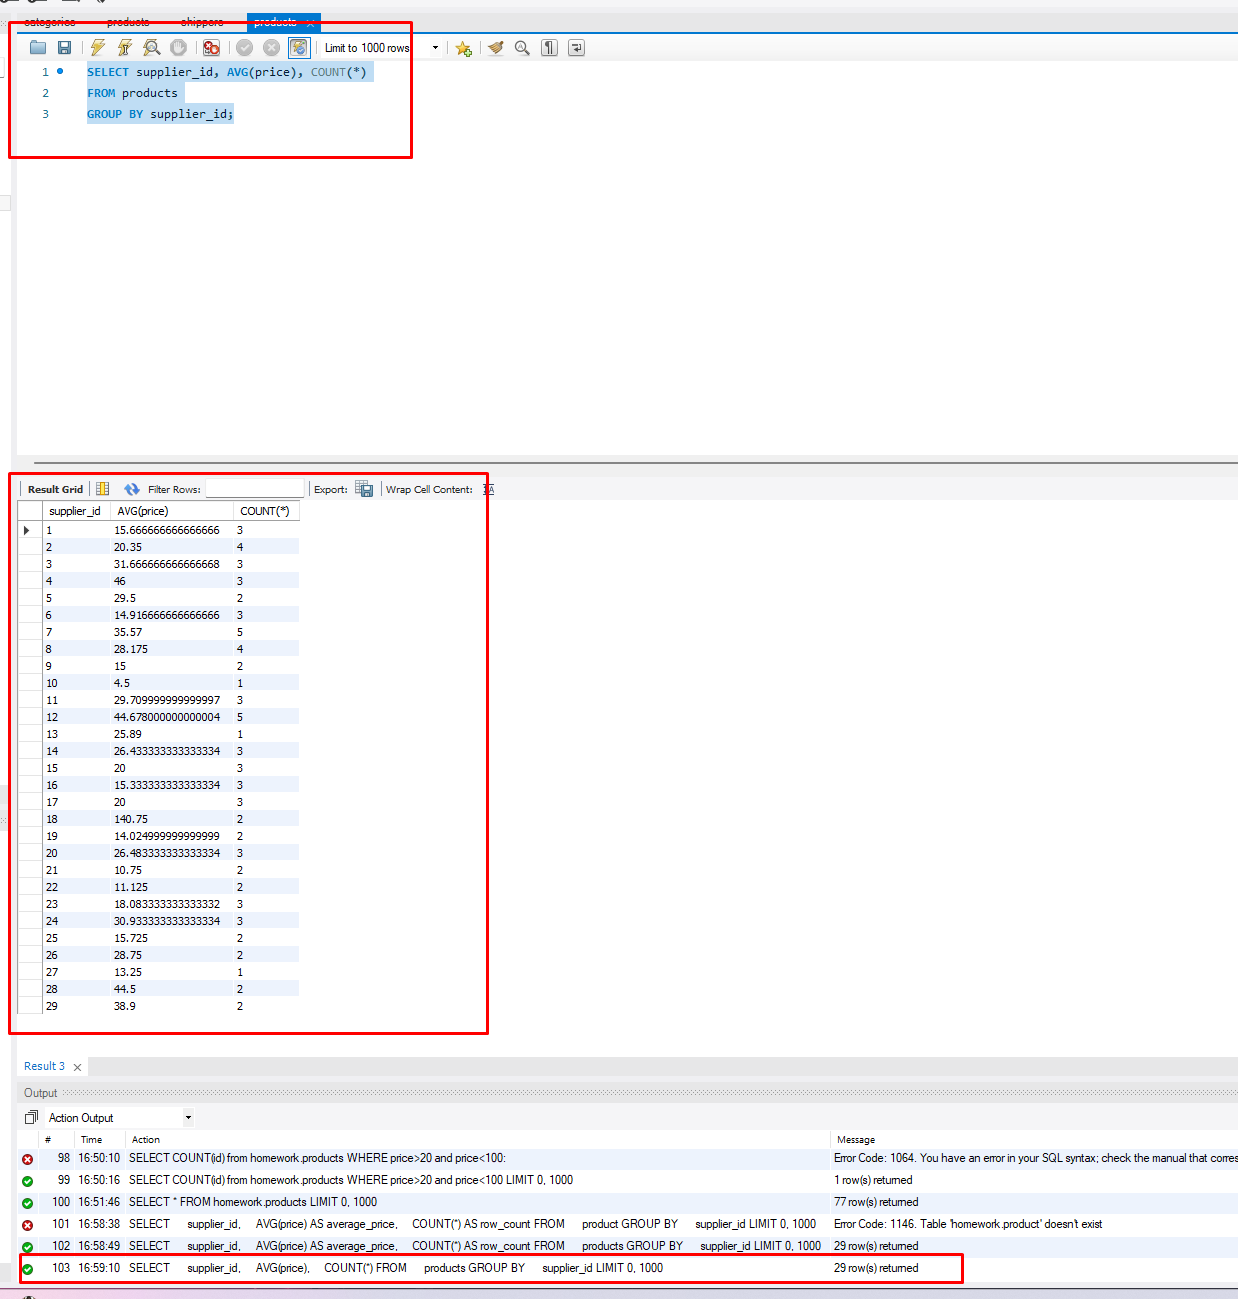 categories products shippers products
Limit to 1000 rows
1 SELECT supplier_id, AVG(price), COUNT(*)
2 FROM products
3 GROUP BY supplier_id;
Result Grid Filter Rows: Export: Wrap Cell Content:
supplier_id AVG(price) COUNT(*)
1 15.666666666666666 3
2 20.35 4
3 31.666666666666668 3
4 46 3
5 29.5 2
6 14.916666666666666 3
7 35.57 5
8 28.175 4
9 15 2
10 4.5 1
11 29.709999999999997 3
12 44.678000000000004 5
13 25.89 1
14 26.433333333333334 3
15 20 3
16 15.333333333333334 3
17 20 3
18 140.75 2
19 14.024999999999999 2
20 26.483333333333334 3
21 10.75 2
22 11.125 2
23 18.083333333333332 3
24 30.933333333333334 3
25 15.725 2
26 28.75 2
27 13.25 1
28 44.5 2
29 38.9 2
Result 3
Output
Action Output
# Time Action Message
98 16:50:10 SELECT COUNT(id) from homework.products WHERE price>20 and price<100: Error Code: 1064. You have an error in your SQL syntax; check the manual that corres
99 16:50:16 SELECT COUNT(id) from homework.products WHERE price>20 and price<100 LIMIT 0, 1000 1 row(s) returned
100 16:51:46 SELECT * FROM homework.products LIMIT 0, 1000 77 row(s) returned
101 16:58:38 SELECT supplier_id, AVG(price) AS average_price, COUNT(*) AS row_count FROM product GROUP BY supplier_id LIMIT 0, 1000 Error Code: 1146. Table 'homework.product' doesn't exist
102 16:58:49 SELECT supplier_id, AVG(price) AS average_price, COUNT(*) AS row_count FROM products GROUP BY supplier_id LIMIT 0, 1000 29 row(s) returned
103 16:59:10 SELECT supplier_id, AVG(price), COUNT(*) FROM products GROUP BY supplier_id LIMIT 0, 1000 29 row(s) returned